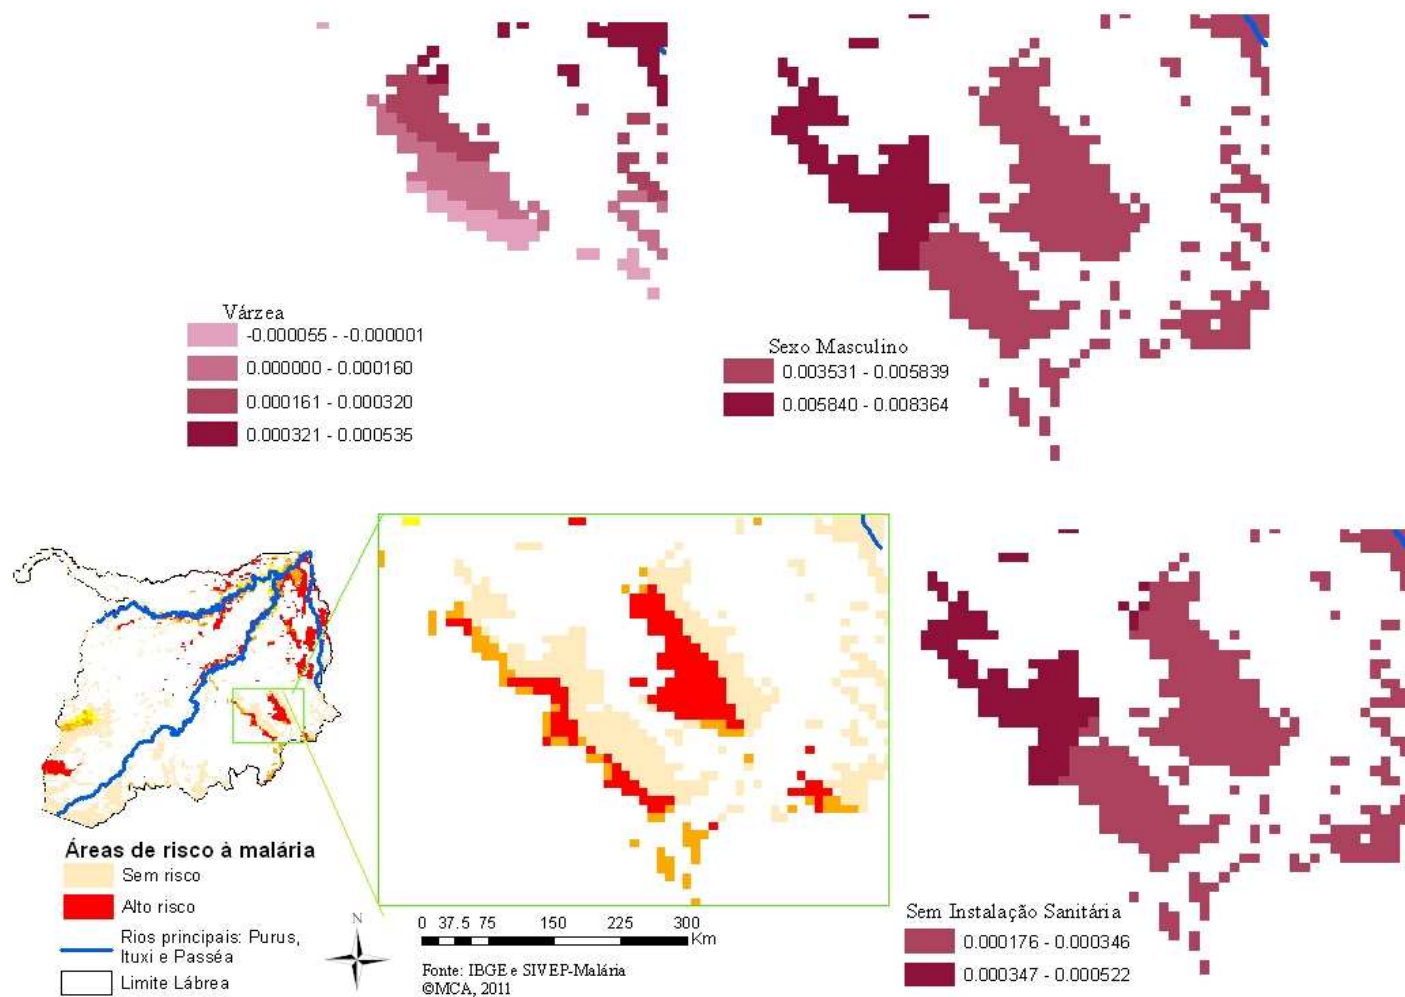 Várzea
-0.000055 - -0.000001
0.000000 - 0.000160
0.000161 - 0.000320
0.000321 - 0.000535
Sexo Masculino
0.003531 - 0.005839
0.005840 - 0.008364
Áreas de risco à malária
Sem risco
Alto risco
Rios principais: Purus,
Ituxi e Passéa
Limite Lábrea
N
0 37.5 75 150 225 300
Km
Fonte: IBGE e SIVEP-Malária
©MCA, 2011
Sem Instalação Sanitária
0.000176 - 0.000346
0.000347 - 0.000522